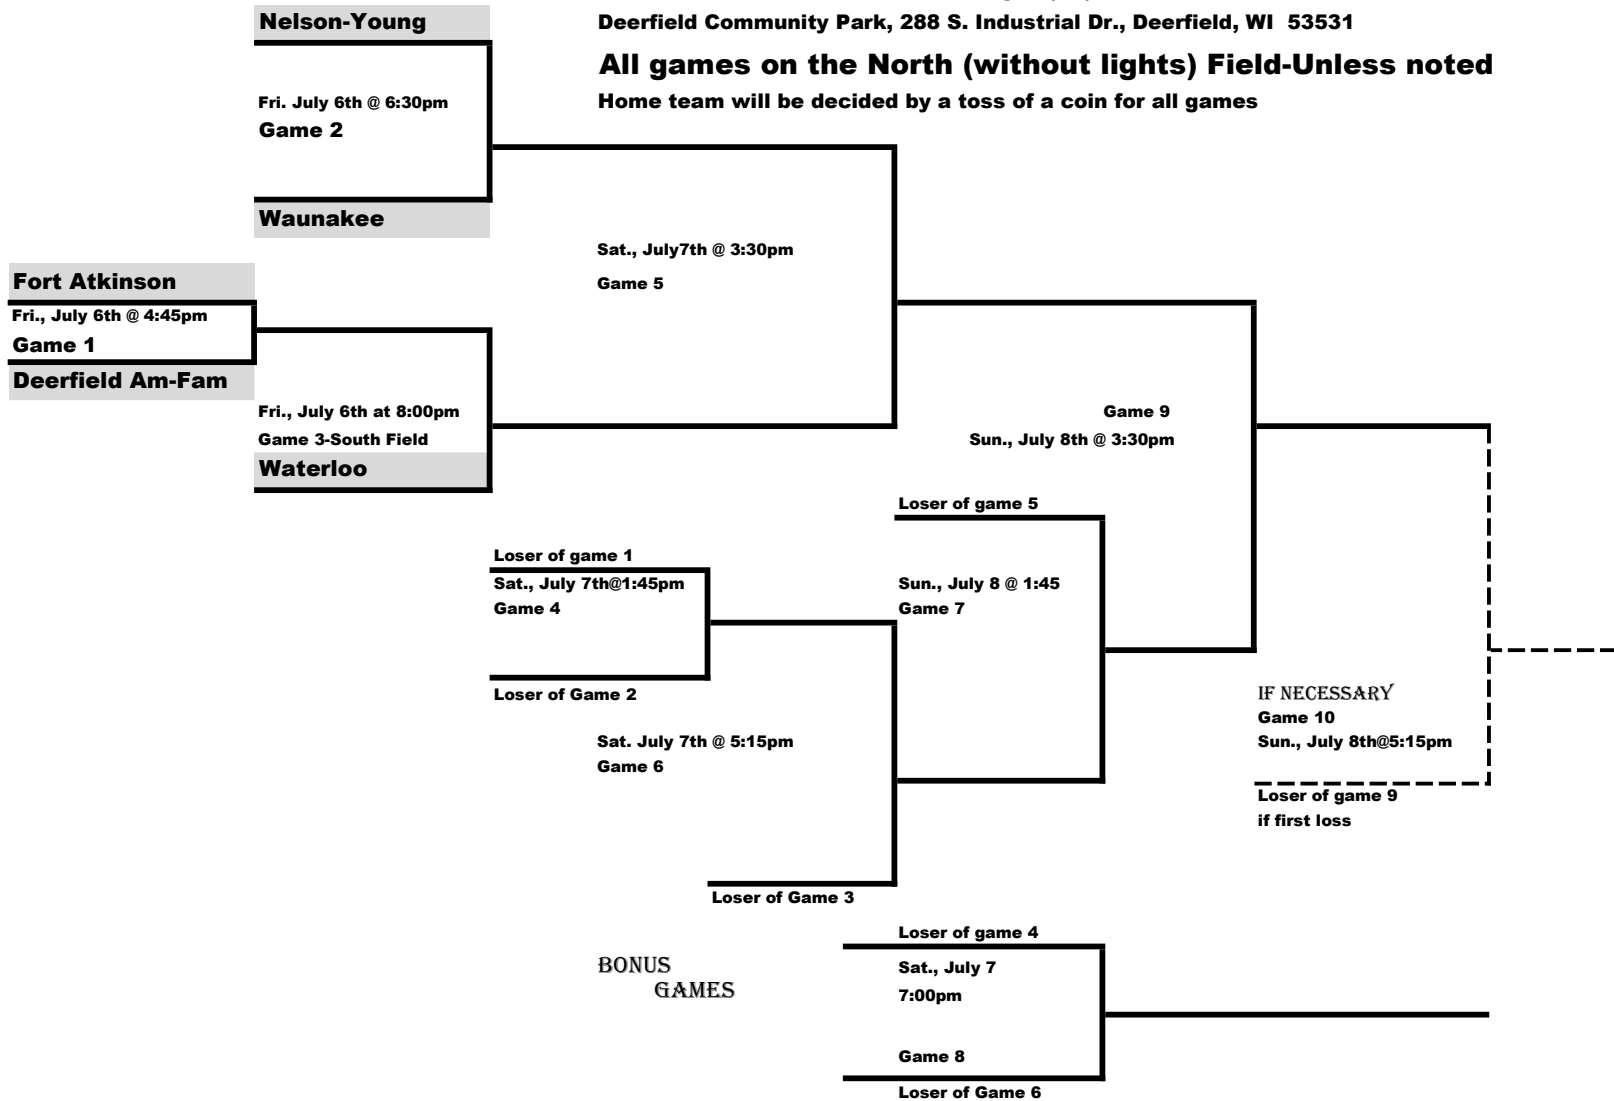 Nelson-Young
Deerfield Community Park, 288 S. Industrial Dr., Deerfield, WI  53531
All games on the North (without lights) Field-Unless noted
Fri. July 6th @ 6:30pm
Home team will be decided by a toss of a coin for all games
Game 2
Waunakee
Sat., July7th @ 3:30pm
Game 5
Fort Atkinson
Fri., July 6th @ 4:45pm
Game 1
Deerfield Am-Fam
Fri., July 6th at 8:00pm
Game 3-South Field
Waterloo
Game 9
Sun., July 8th @ 3:30pm
Loser of game 5
Loser of game 1
Sat., July 7th@1:45pm
Game 4
Sun., July 8 @ 1:45
Game 7
Loser of Game 2
IF NECESSARY
Game 10
Sun., July 8th@5:15pm
Sat. July 7th @ 5:15pm
Game 6
Loser of game 9
if first loss
Loser of Game 3
Loser of game 4
BONUS
GAMES
Sat., July 7
7:00pm
Game 8
Loser of Game 6